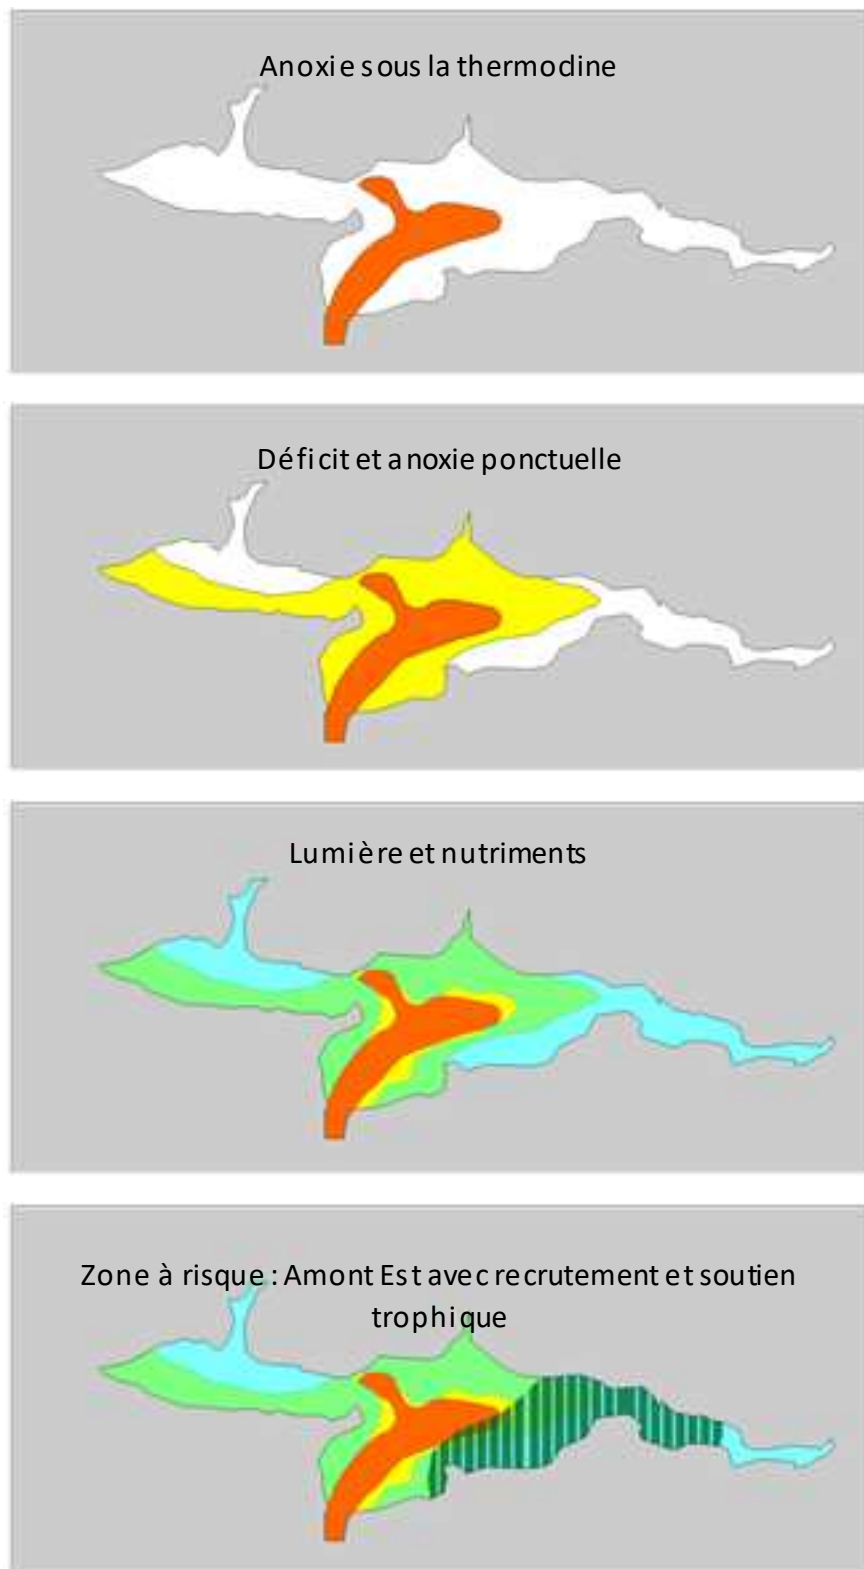 Anoxie sous la thermodine
Déficit et anoxie ponctuelle
Lumière et nutriments
Zone à risque : Amont Est avec recrutement et soutien
trophique